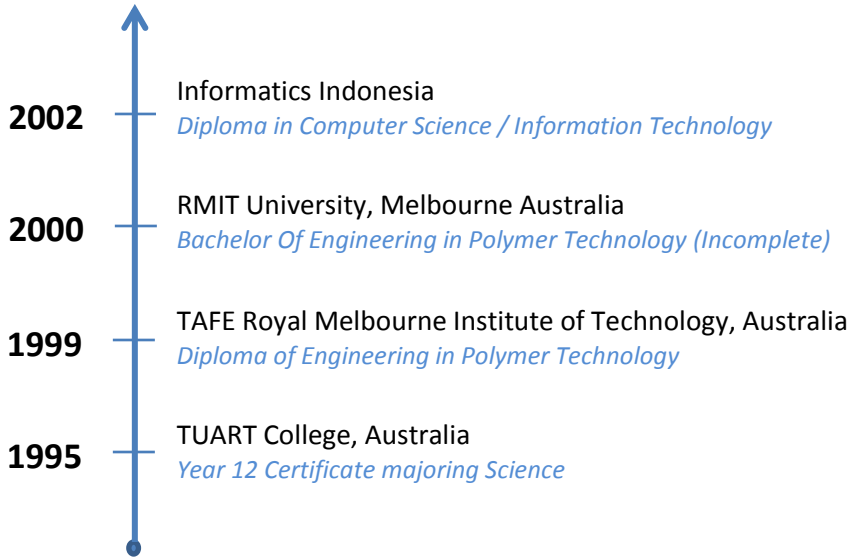 2002
Informatics Indonesia
Diploma in Computer Science / Information Technology
2000
RMIT University, Melbourne Australia
Bachelor Of Engineering in Polymer Technology (Incomplete)
1999
TAFE Royal Melbourne Institute of Technology, Australia
Diploma of Engineering in Polymer Technology
1995
TUART College, Australia
Year 12 Certificate majoring Science